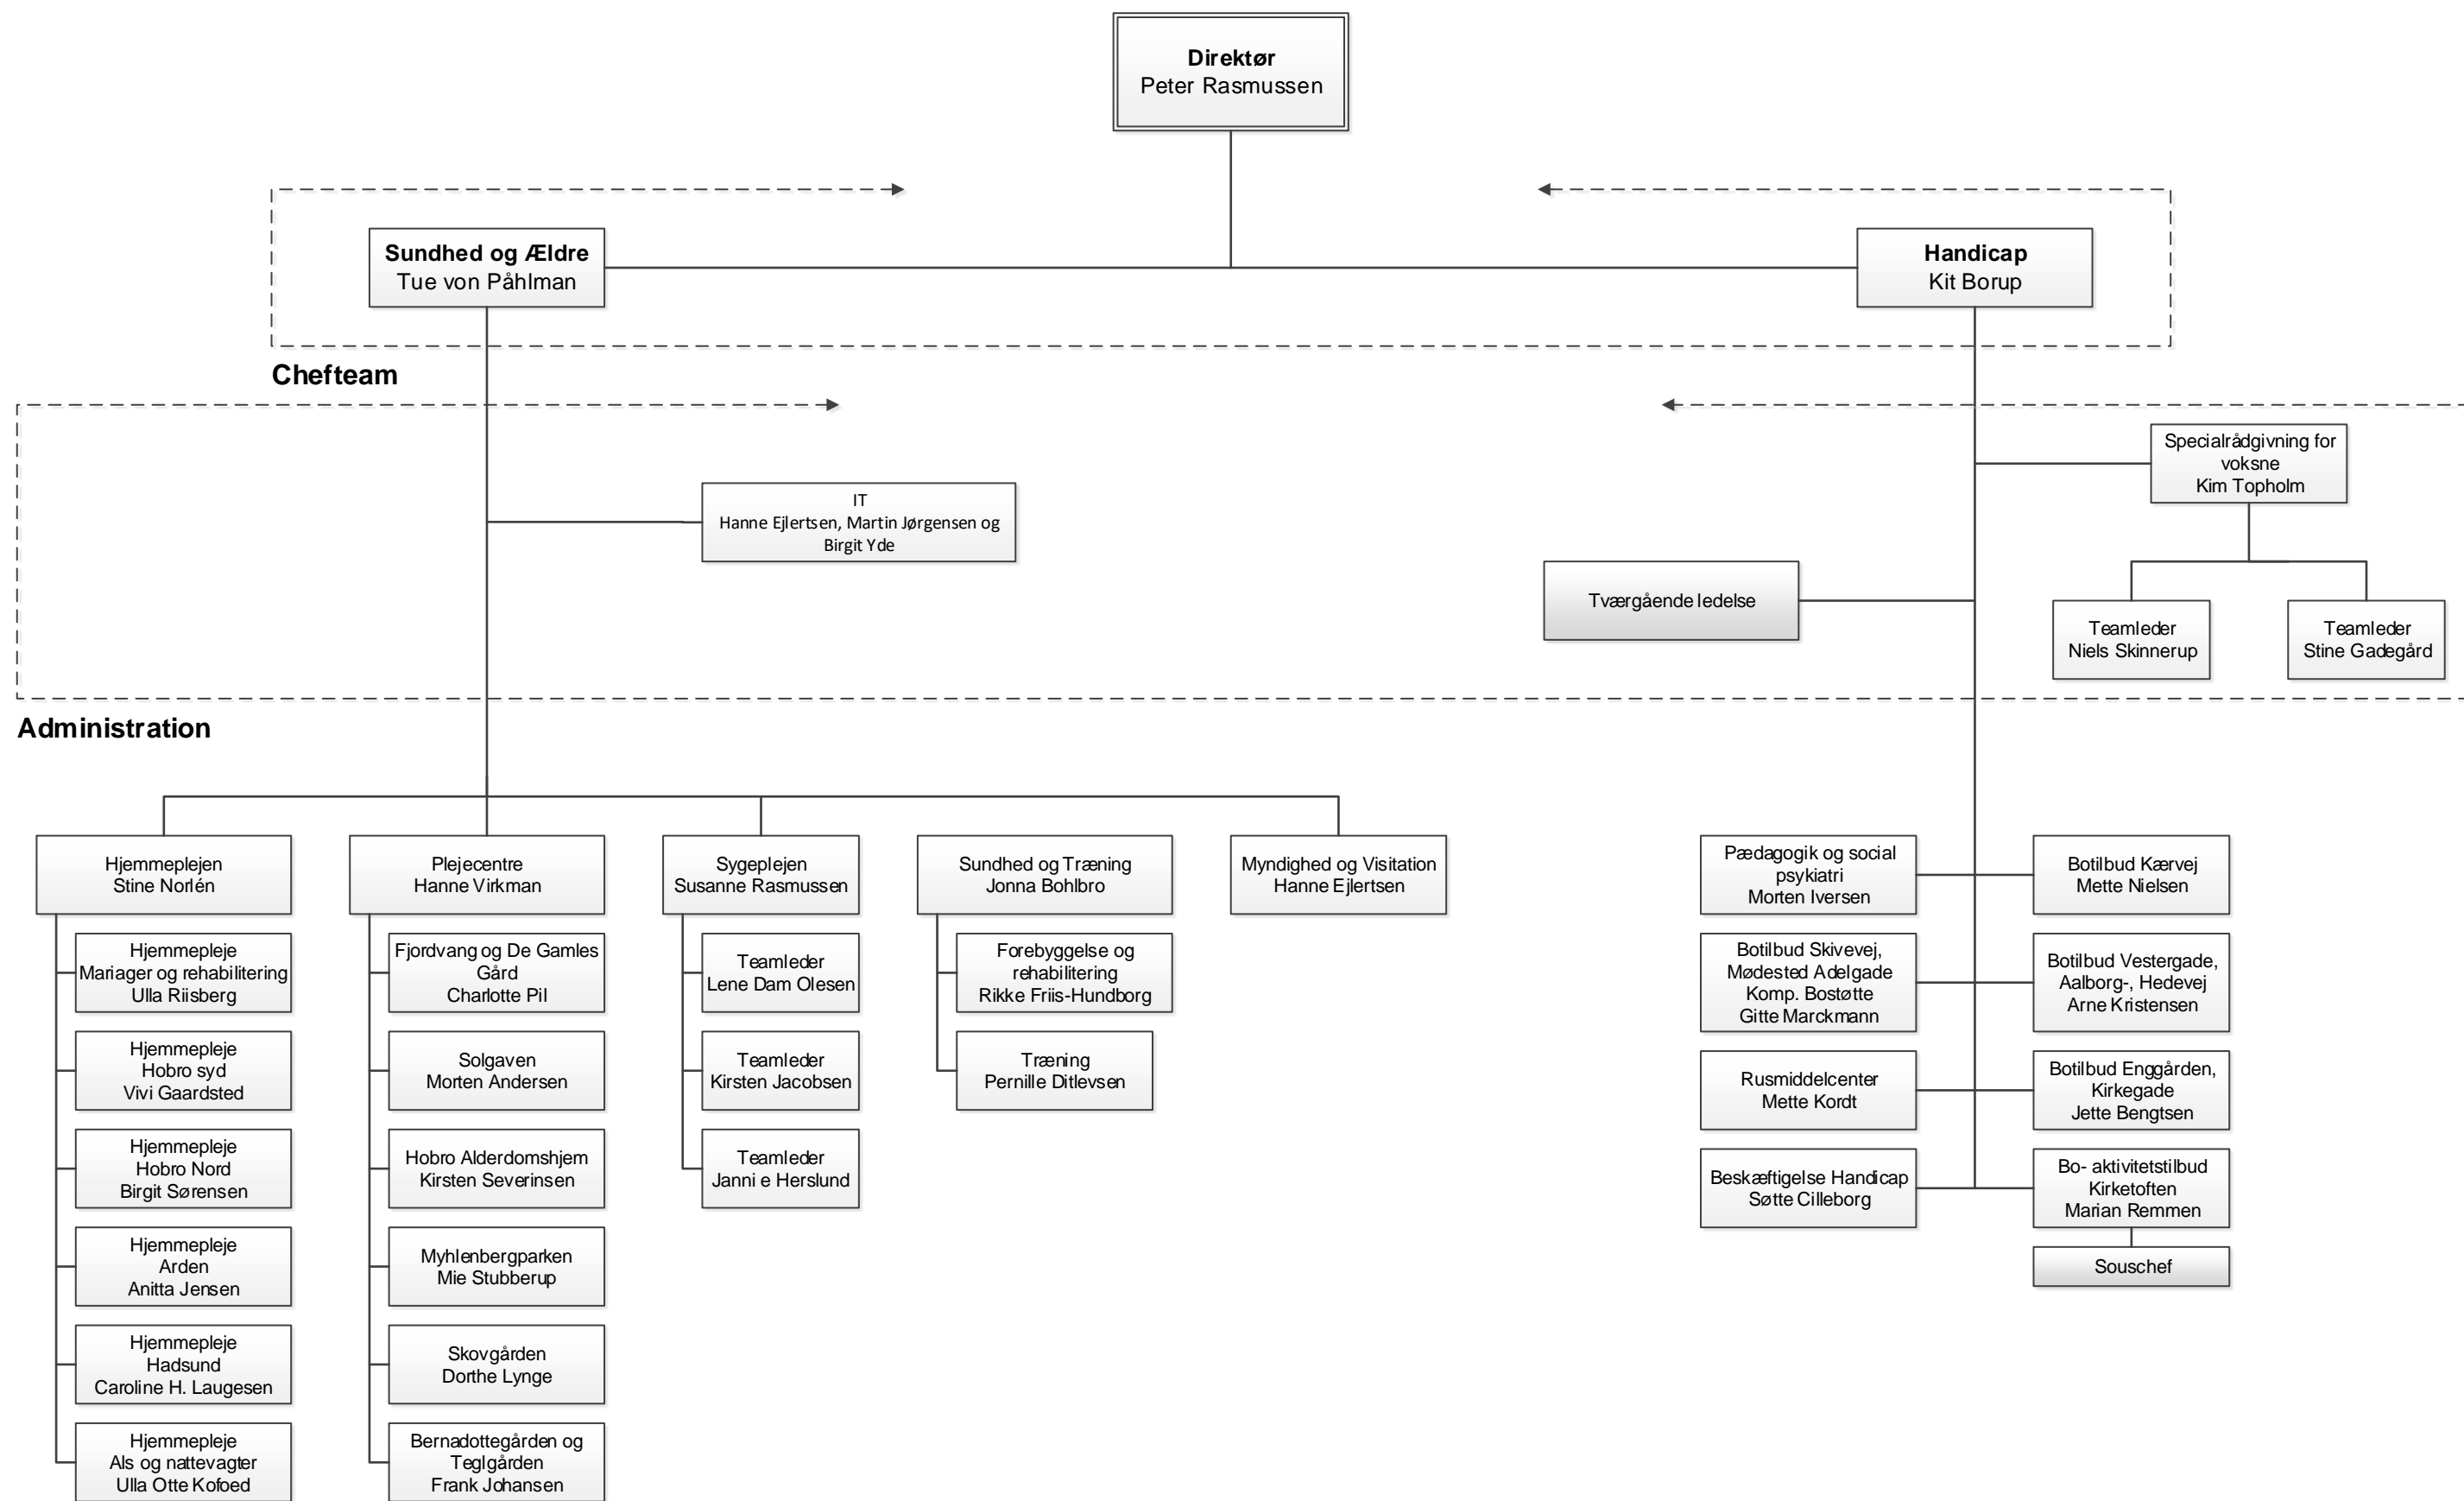 Direktør
Peter Rasmussen
Sundhed og Ældre
Tue von Påhlman
Handicap
Kit Borup
Chefteam
Specialrådgivning for
voksne
Kim Topholm
IT
Hanne Ejlertsen, Martin Jørgensen og
Birgit Yde
Tværgående ledelse
Teamleder
Niels Skinnerup
Teamleder
Stine Gadegård
Administration
Hjemmeplejen
Stine Norlén
Hjemmepleje
Mariager og rehabilitering
Ulla Riisberg
Hjemmepleje
Hobro syd
Vivi Gaardsted
Hjemmepleje
Hobro Nord
Birgit Sørensen
Hjemmepleje
Arden
Anitta Jensen
Hjemmepleje
Hadsund
Caroline H. Laugesen
Hjemmepleje
Als og nattevagter
Ulla Otte Kofoed
Plejecentre
Hanne Virkman
Fjordvang og De Gamles
Gård
Charlotte Pil
Solgaven
Morten Andersen
Hobro Alderdomshjem
Kirsten Severinsen
Myhlenbergparken
Mie Stubberup
Skovgården
Dorthe Lynge
Bernadottegården og
Teglgården
Frank Johansen
Sygeplejen
Susanne Rasmussen
Teamleder
Lene Dam Olesen
Teamleder
Kirsten Jacobsen
Teamleder
Janni e Herslund
Sundhed og Træning
Jonna Bohlbro
Forebyggelse og
rehabilitering
Rikke Friis-Hundborg
Træning
Pernille Ditlevsen
Myndighed og Visitation
Hanne Ejlertsen
Pædagogik og social
psykiatri
Morten Iversen
Botilbud Skivevej,
Mødested Adelgade
Komp. Bostøtte
Gitte Marckmann
Rusmiddelcenter
Mette Kordt
Beskæftigelse Handicap
Søtte Cilleborg
Botilbud Kærvej
Mette Nielsen
Botilbud Vestergade,
Aalborg-, Hedevej
Arne Kristensen
Botilbud Enggården,
Kirkegade
Jette Bengtsen
Bo- aktivitetstilbud
Kirketoften
Marian Remmen
Souschef